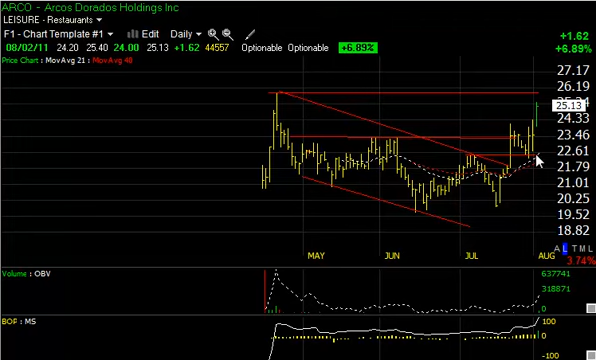 ARCO - Arcos Dorados Holdings Inc
LEISURE - Restaurants
F1 - Chart Template #1 Edit Daily
+1.62
08/02/11 24.20 25.40 24.00 25.13 +1.62 44557 Optionable Optionable +6.89% +6.89%
Price Chart : MovAvg 21 : MovAvg 40
27.17
26.19
25.13
24.33
23.46
22.61
21.79
21.01
20.25
19.52
18.82
A L T M L
MAY JUN JUL AUG
3.74%
Volume : OBV
637741
318871
0
BOP : MS
100
0
-100